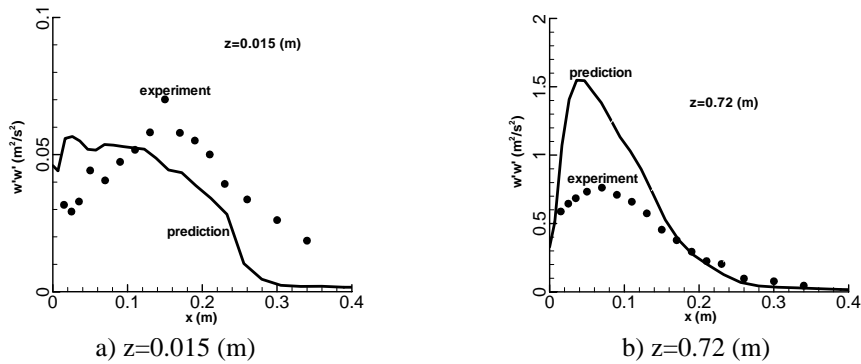 0.1
z=0.015 (m)
experiment
0.05
w'w' (m²/s²)
prediction
0
0 0.1 0.2 0.3 0.4
x (m)
a) z=0.015 (m)
prediction
1.5
z=0.72 (m)
1
w'w' (m²/s²)
experiment
0.5
0
0 0.1 0.2 0.3 0.4
x (m)
b) z=0.72 (m)